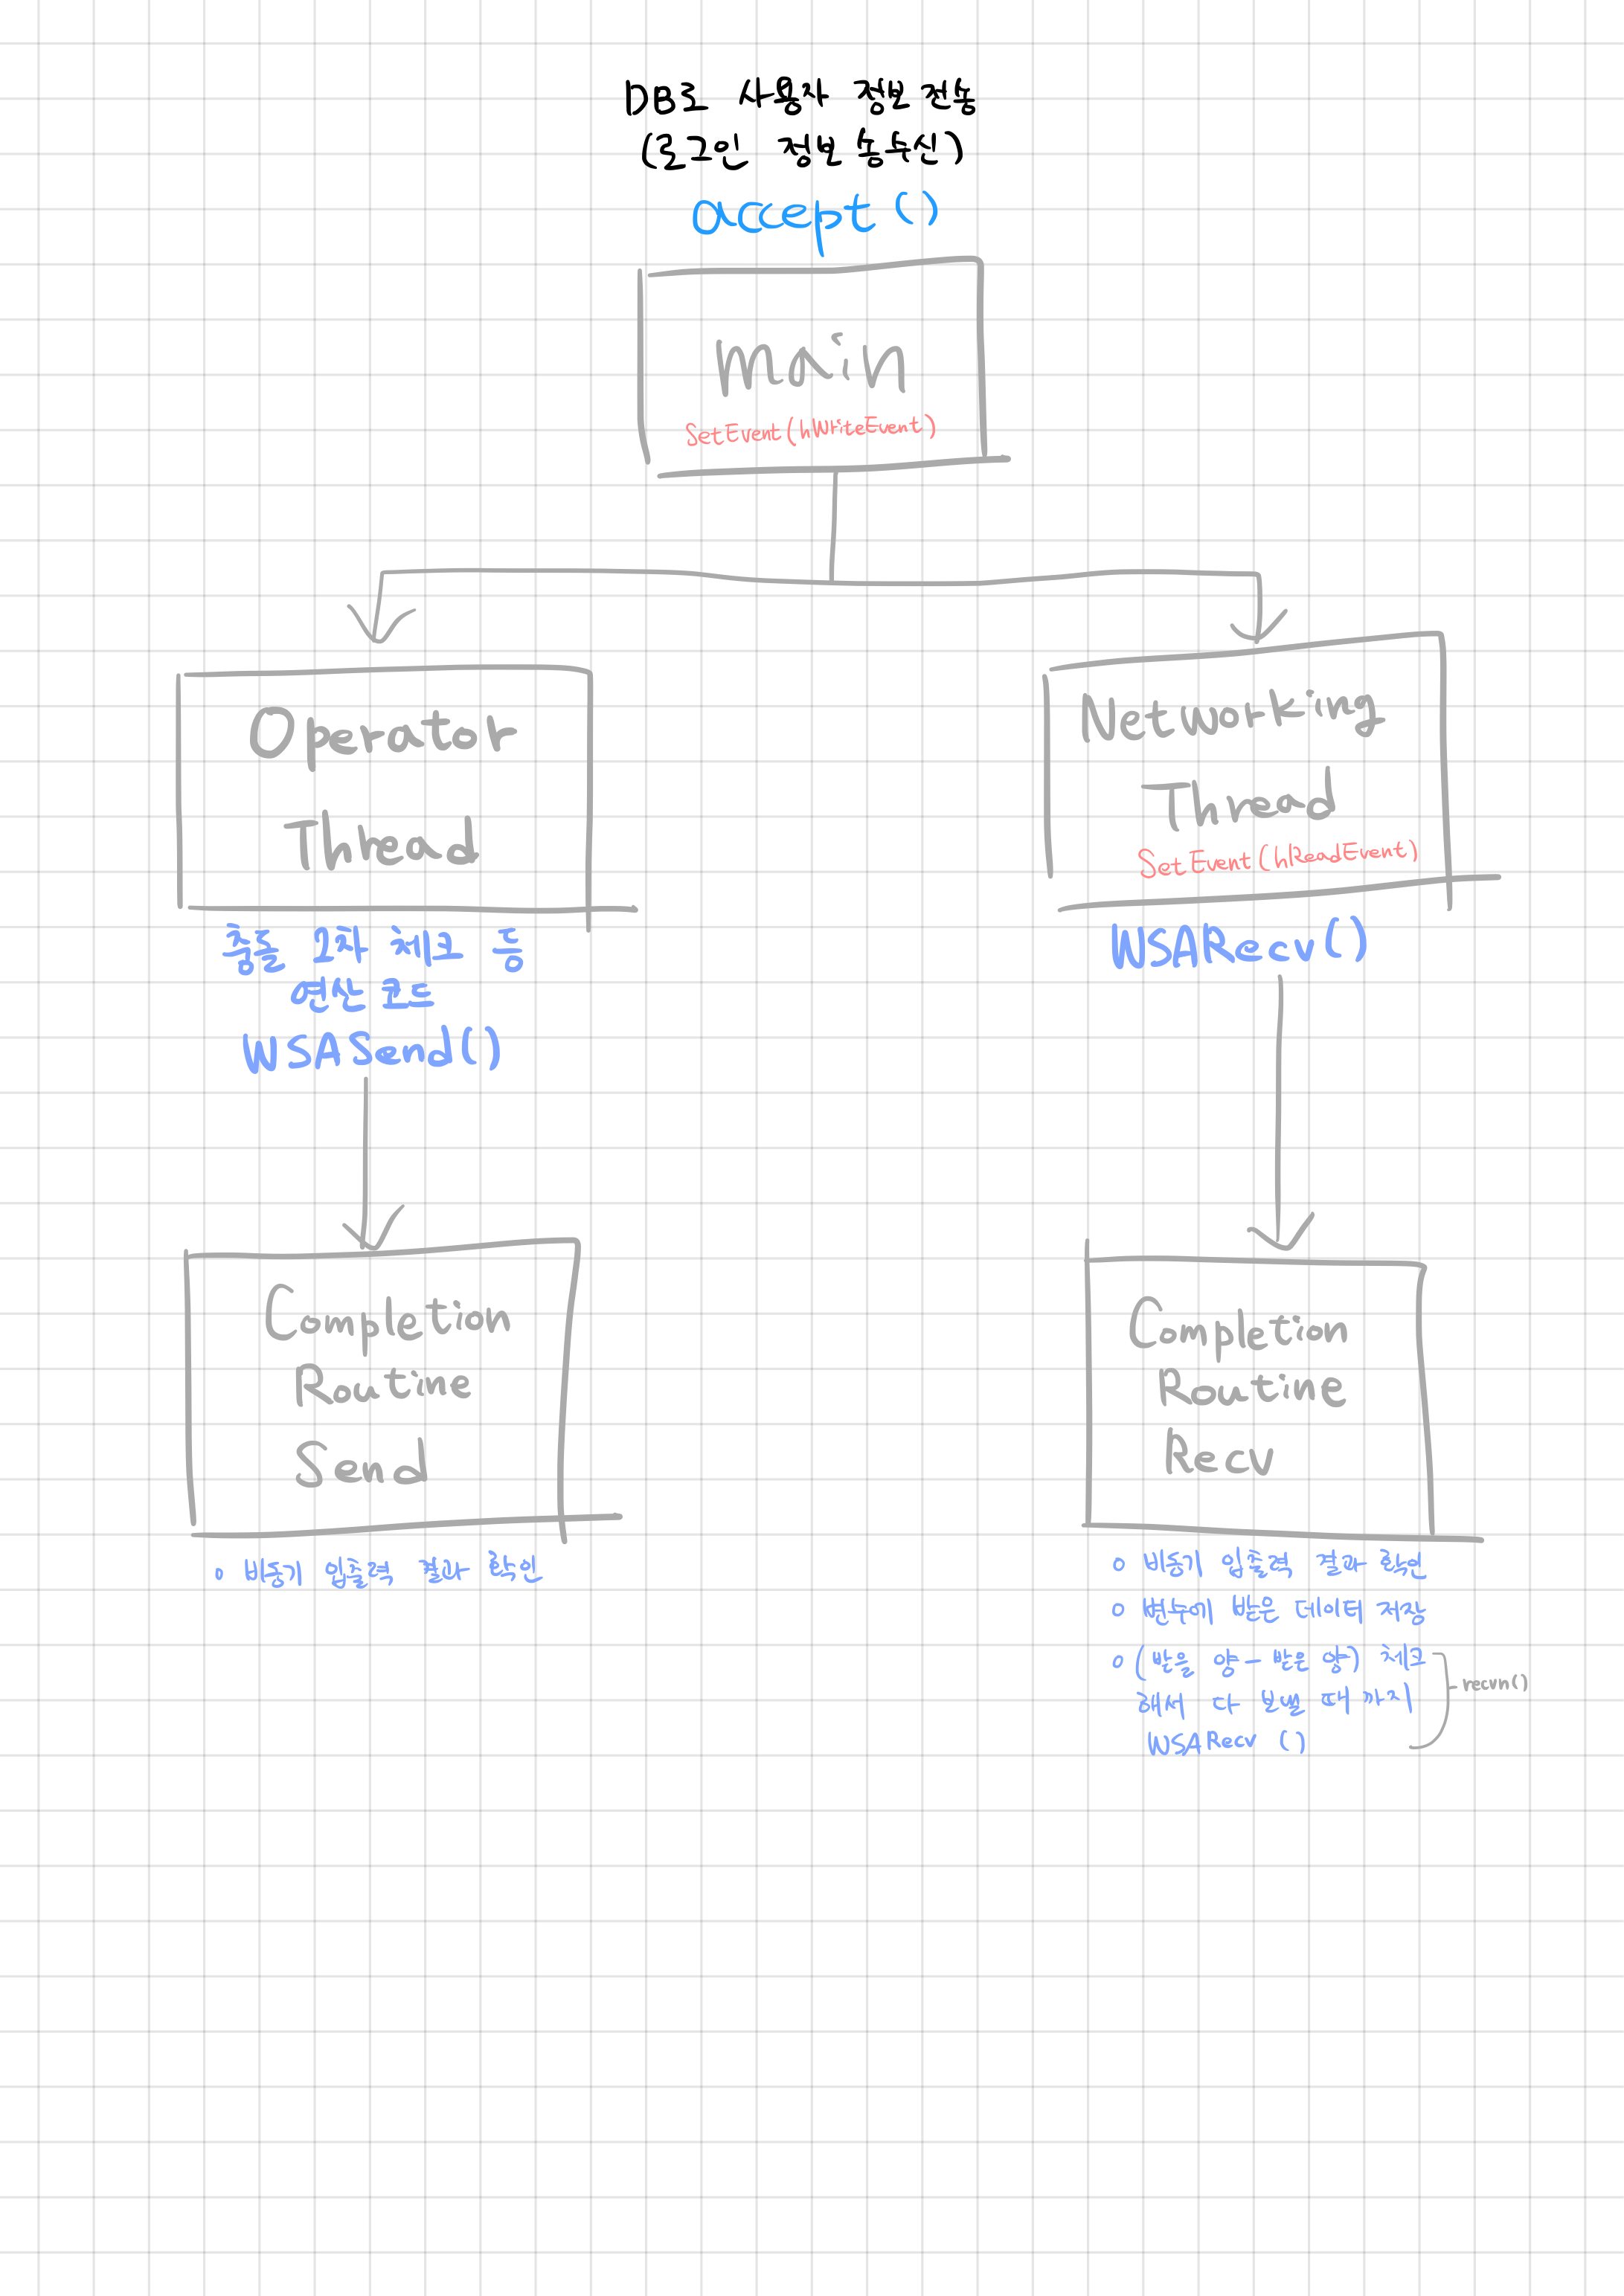 DB로 사용자 정보 전송
(로그인 정보 송수신)
accept()
main
SetEvent(hWriteEvent)
Operator
Thread
충돌 2차 체크 등
연산 코드
WSASend()
Networking
Thread
SetEvent(hReadEvent)
WSARecv()
Completion
Routine
Send
o 비동기 입출력 결과 확인
Completion
Routine
Recv
o 비동기 입출력 결과 확인
o 변수에 받은 데이터 저장
o (받을 양 - 받은 양) 체크
해서 다 보낼 때 까지
WSARecv ()
recvn()